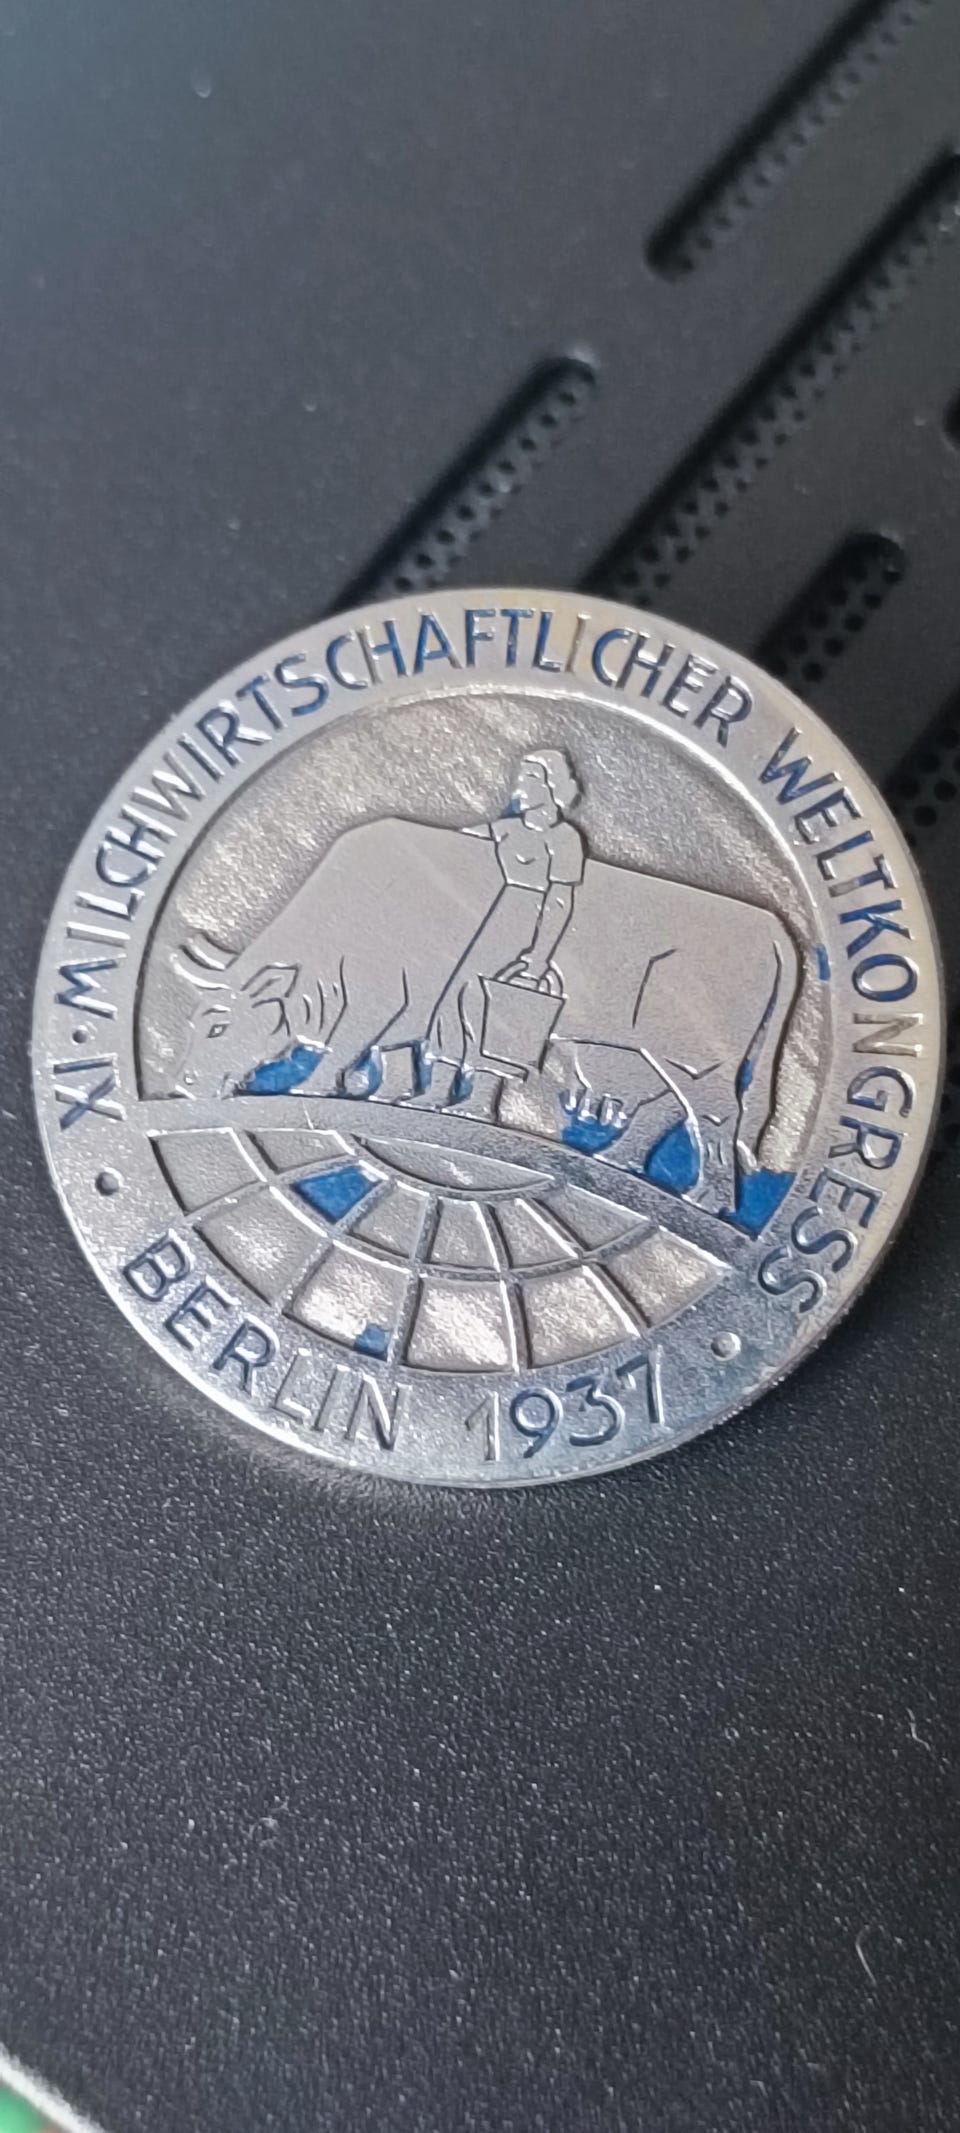 XI · MILCHWIRTSCHAFTLICHER WELTKONGRESS
BERLIN 1937